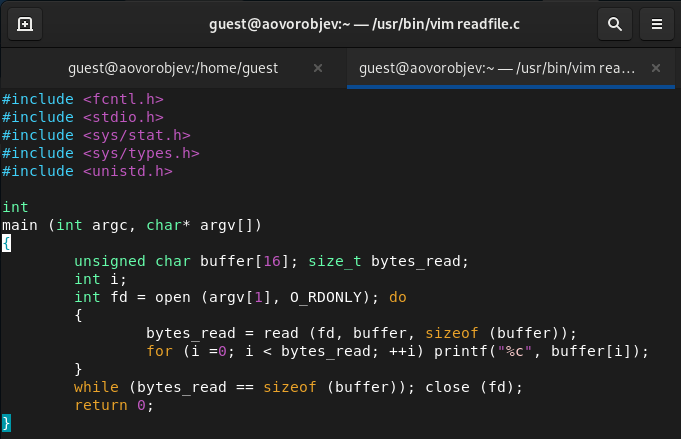 guest@aovorobjev:~ — /usr/bin/vim readfile.c
guest@aovorobjev:/home/guest
guest@aovorobjev:~ — /usr/bin/vim rea...
#include <fcntl.h>
#include <stdio.h>
#include <sys/stat.h>
#include <sys/types.h>
#include <unistd.h>
int
main (int argc, char* argv[])
{
        unsigned char buffer[16]; size_t bytes_read;
        int i;
        int fd = open (argv[1], O_RDONLY); do
        {
                bytes_read = read (fd, buffer, sizeof (buffer));
                for (i =0; i < bytes_read; ++i) printf("%c", buffer[i]);
        }
        while (bytes_read == sizeof (buffer)); close (fd);
        return 0;
}